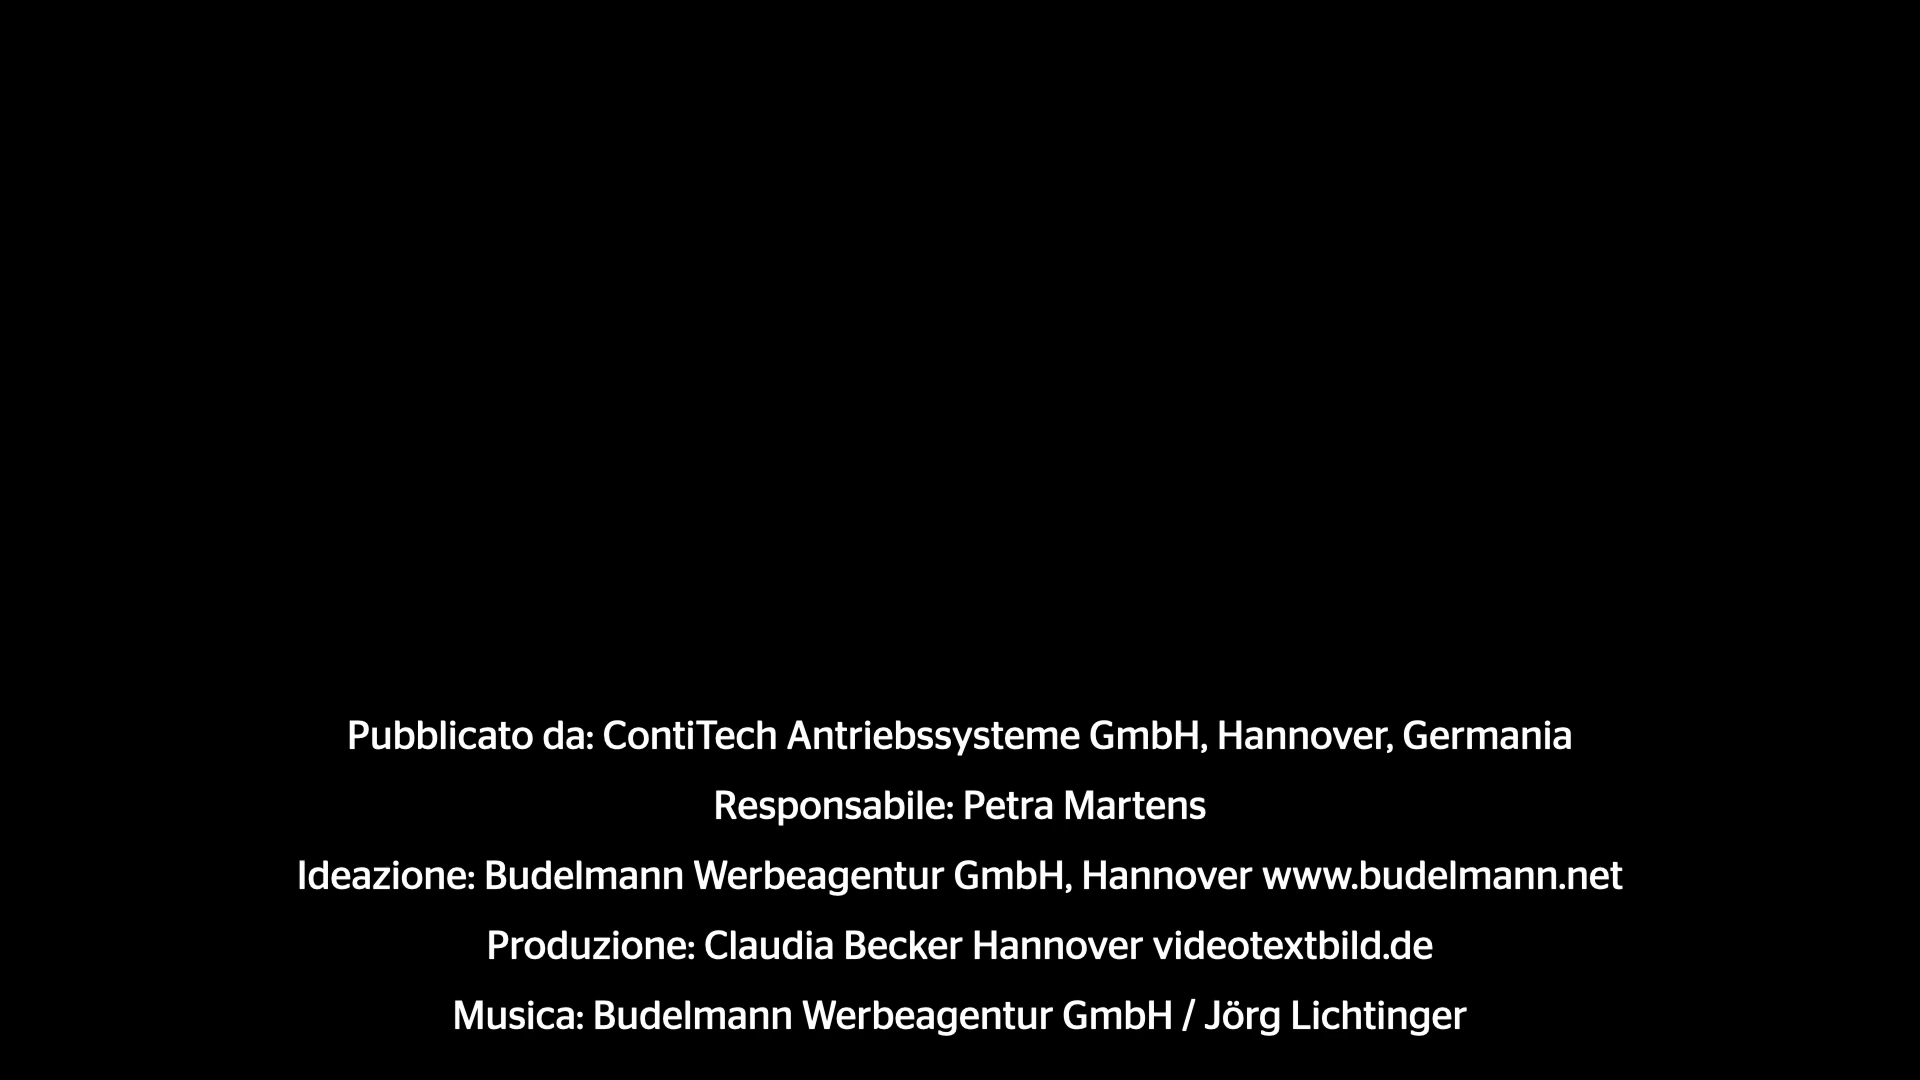 Pubblicato da: ContiTech Antriebssysteme GmbH, Hannover, Germania
Responsabile: Petra Martens
Ideazione: Budelmann Werbeagentur GmbH, Hannover www.budelmann.net
Produzione: Claudia Becker Hannover videotextbild.de
Musica: Budelmann Werbeagentur GmbH / Jörg Lichtinger